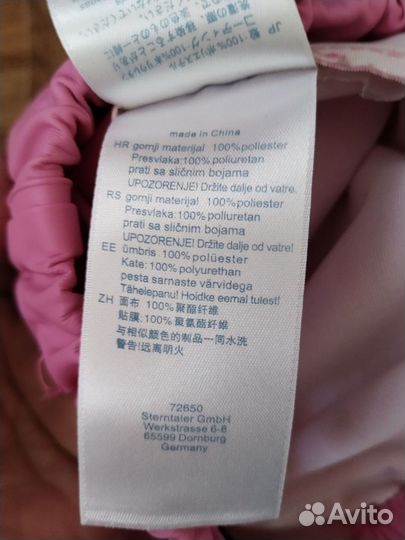 JP
made in China
HR gornji materijal 100%poliester
Presvlaka:100%poliuretan
prati sa sličnim bojama
UPOZORENJE! Držite dalje od vatre.
RS gornji materijal:100%poliester
Presvlaka:100%poliuretan
prati sa sličnim bojama
UPOZORENJE! Držite dalje od vatre!
EE ümbris: 100% polüester
Kate: 100% polyurethan
pesta sarnaste värvidega
Tähelepanu! Hoidke eemai tulest!
ZH 面布：100%聚酯纤维
贴膜：100%聚氨酯纤维
与相似颜色的制品一同水洗
警告!远离明火
72650
Sterntaler GmbH
Werkstrasse 6-8
65599 Dornburg
Germany
Avito